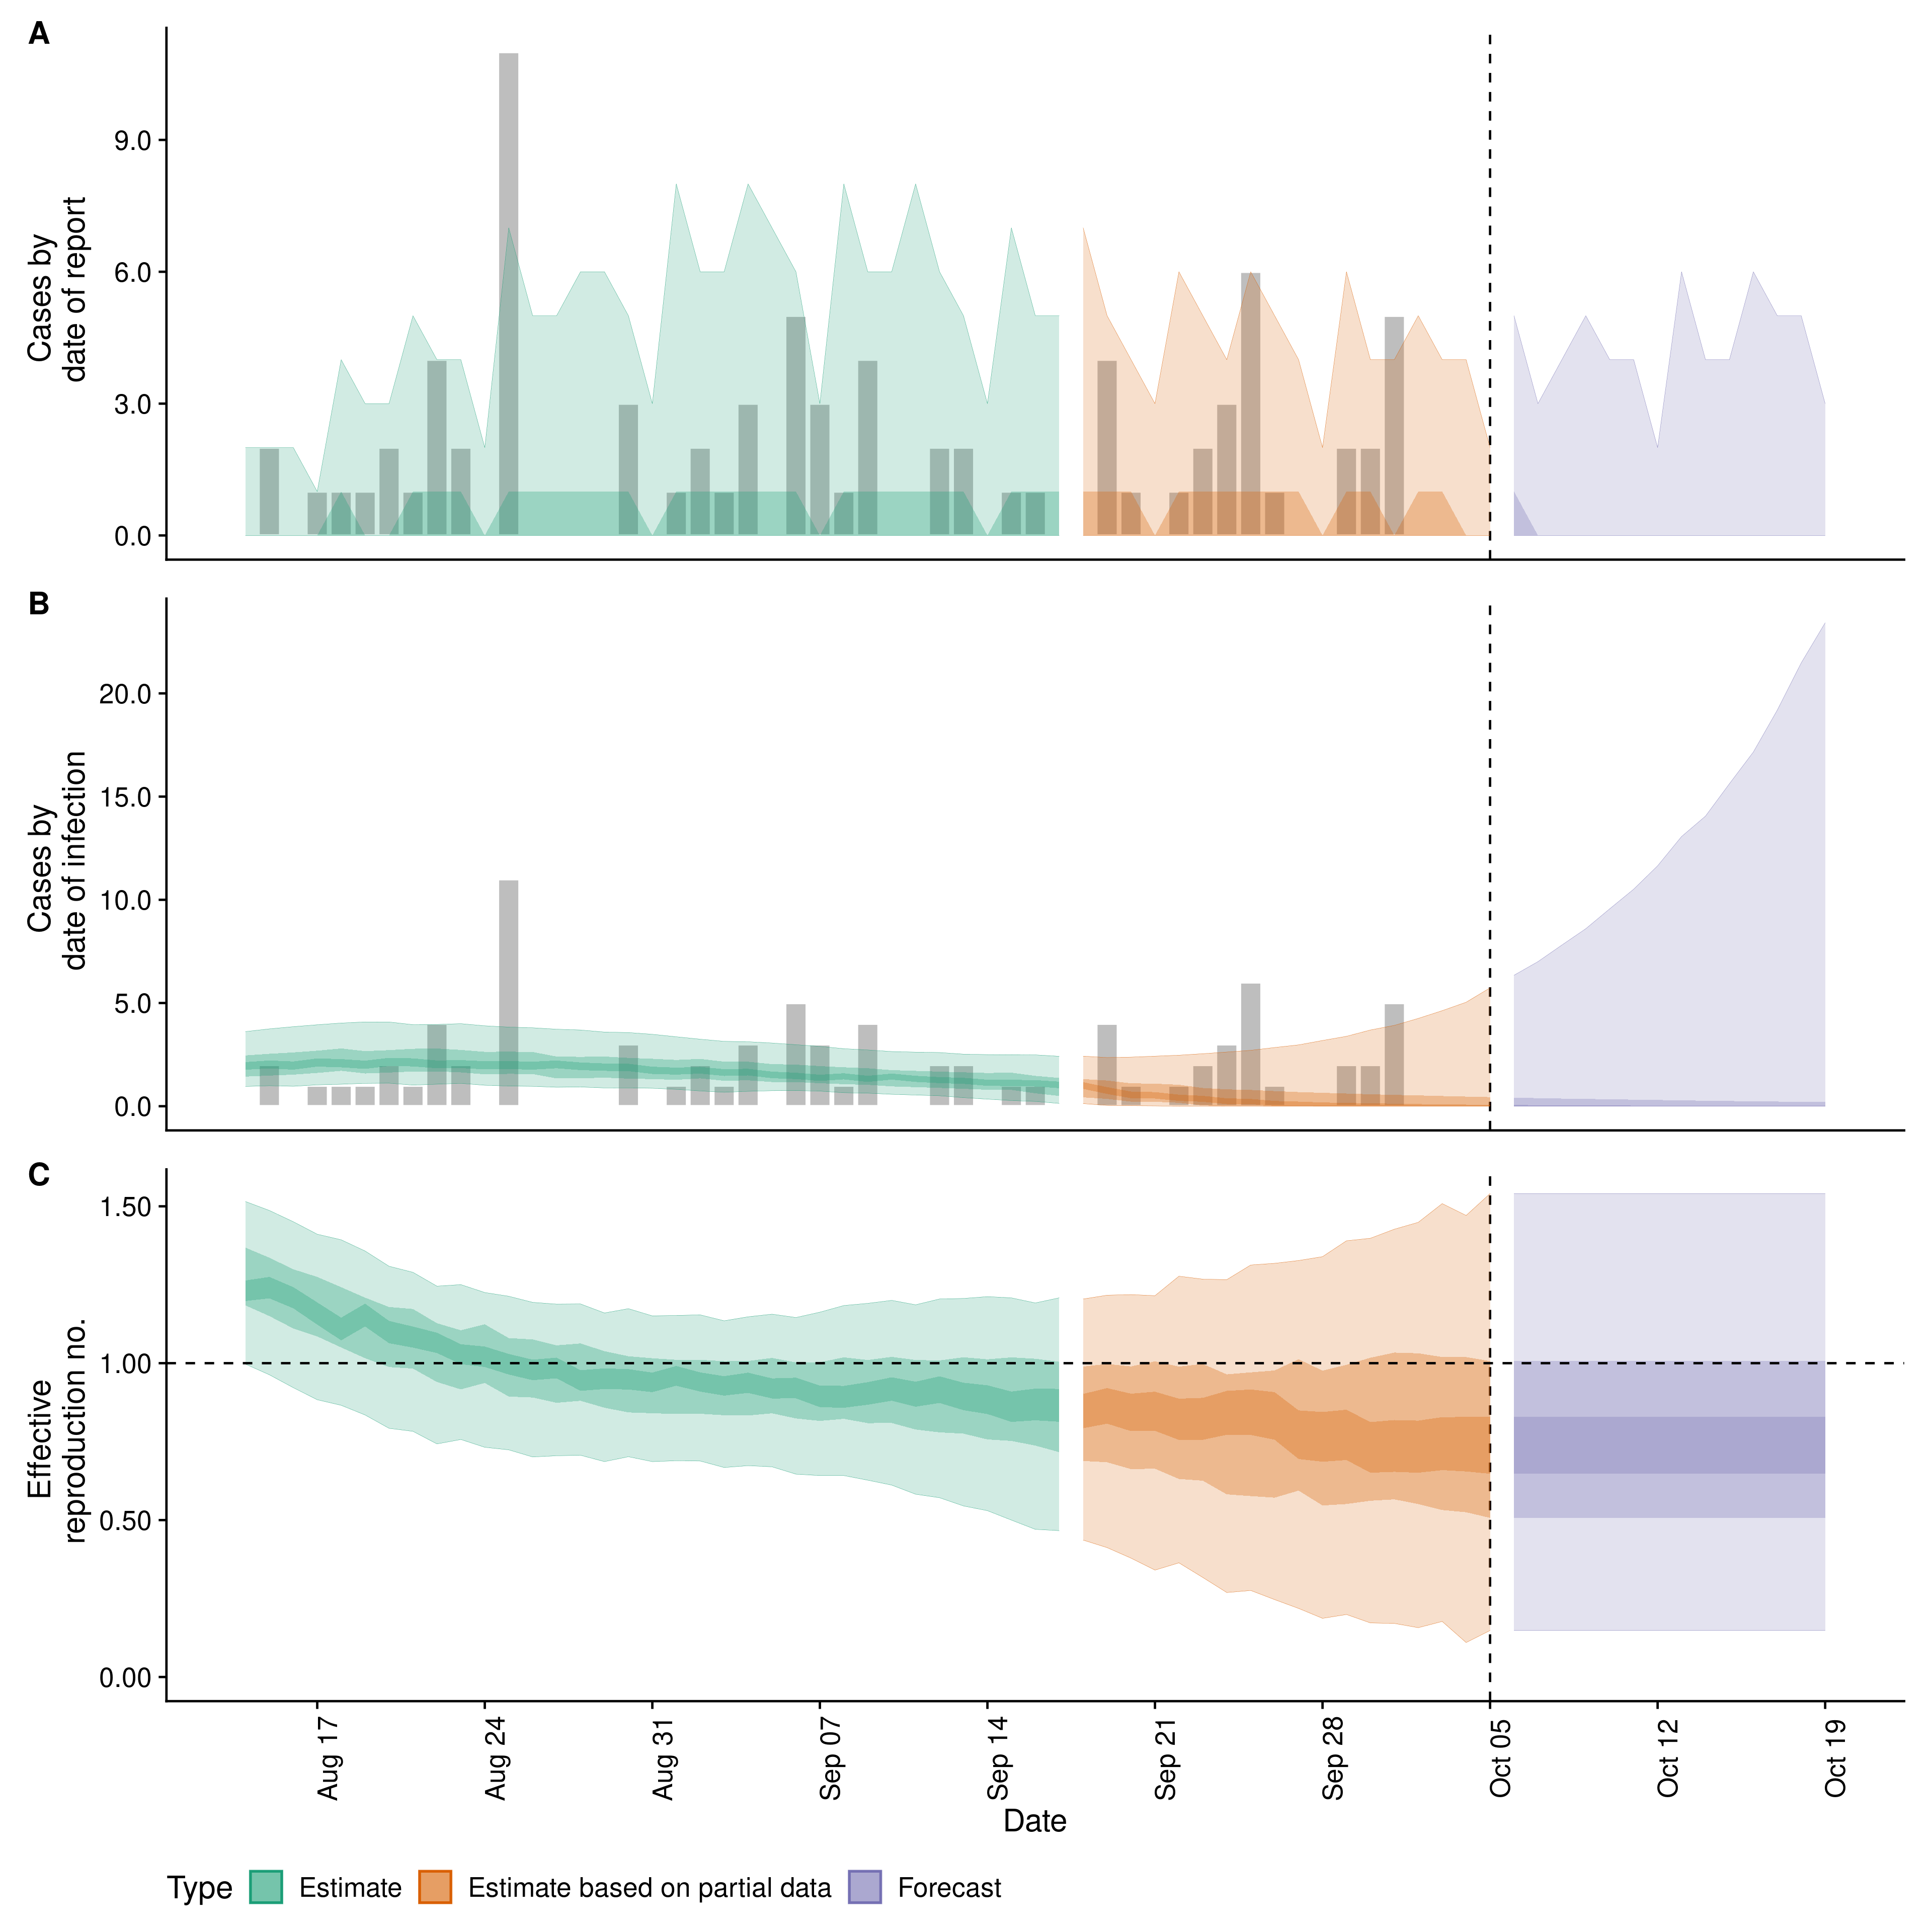 A
Cases by
date of report
9.0
6.0
3.0
0.0
B
Cases by
date of infection
20.0
15.0
10.0
5.0
0.0
C
Effective
reproduction no.
1.50
1.00
0.50
0.00
Aug 17
Aug 24
Aug 31
Sep 07
Sep 14
Sep 21
Sep 28
Oct 05
Oct 12
Oct 19
Date
Type Estimate Estimate based on partial data Forecast